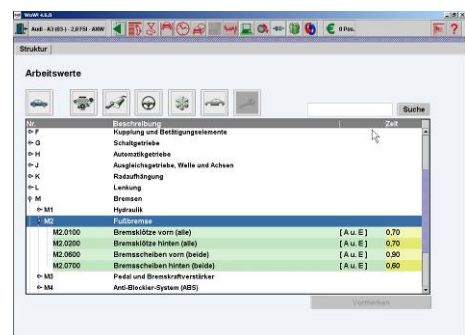 WoWi 4.5.0
Audi - A3 (03-) - 2,0 FSI - AXW
€ 0 Pos.
?
Struktur
Arbeitswerte
Suche
Nr. Beschreibung Zeit
F Kupplung und Betätigungselemente
G Schaltgetriebe
H Automatikgetriebe
J Ausgleichsgetriebe, Welle und Achsen
K Radaufhängung
L Lenkung
M Bremsen
M1 Hydraulik
M2 Fußbremse
M2.0100 Bremsklötze vorn (alle) [ A u. E ] 0,70
M2.0200 Bremsklötze hinten (alle) [ A u. E ] 0,70
M2.0600 Bremsscheiben vorn (beide) [ A u. E ] 0,90
M2.0700 Bremsscheiben hinten (beide) [ A u. E ] 0,60
M3 Pedal und Bremskraftverstärker
M4 Anti-Blockier-System (ABS)
Vormerken